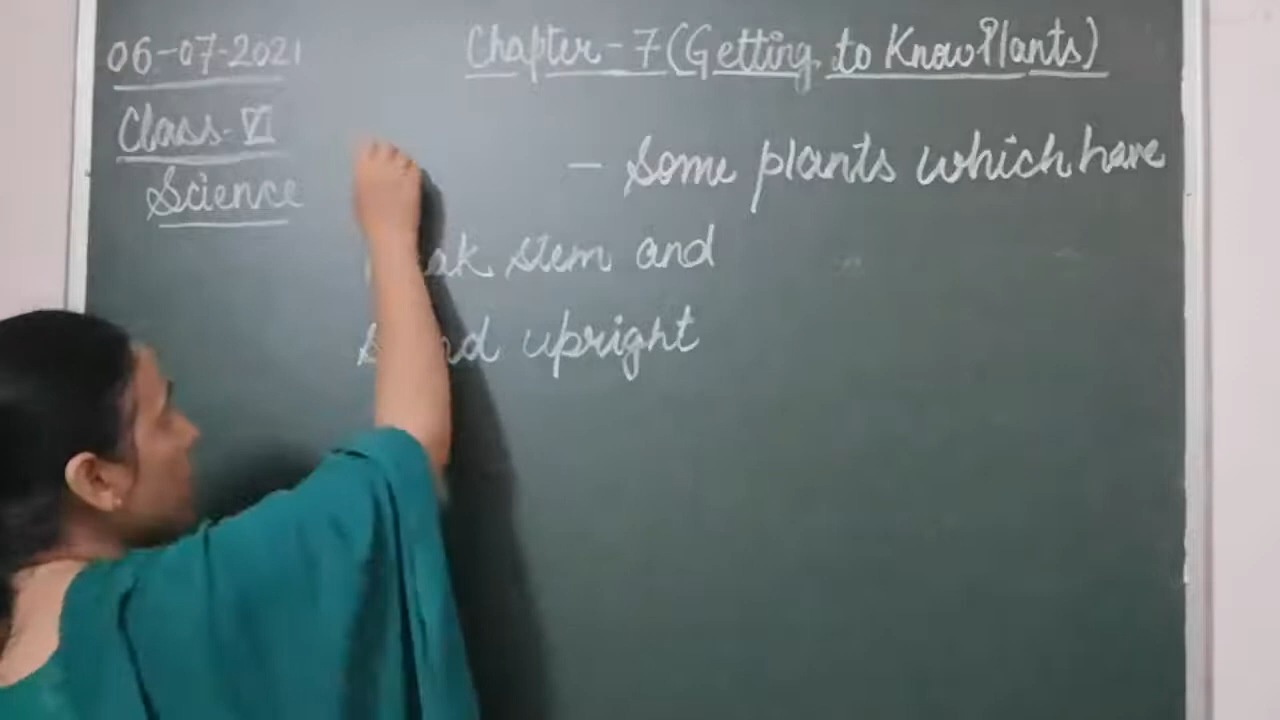 06-07-2021
Chapter-7 (Getting to Know Plants)
Class-VI
Science
- Some plants which have
stem and
upright